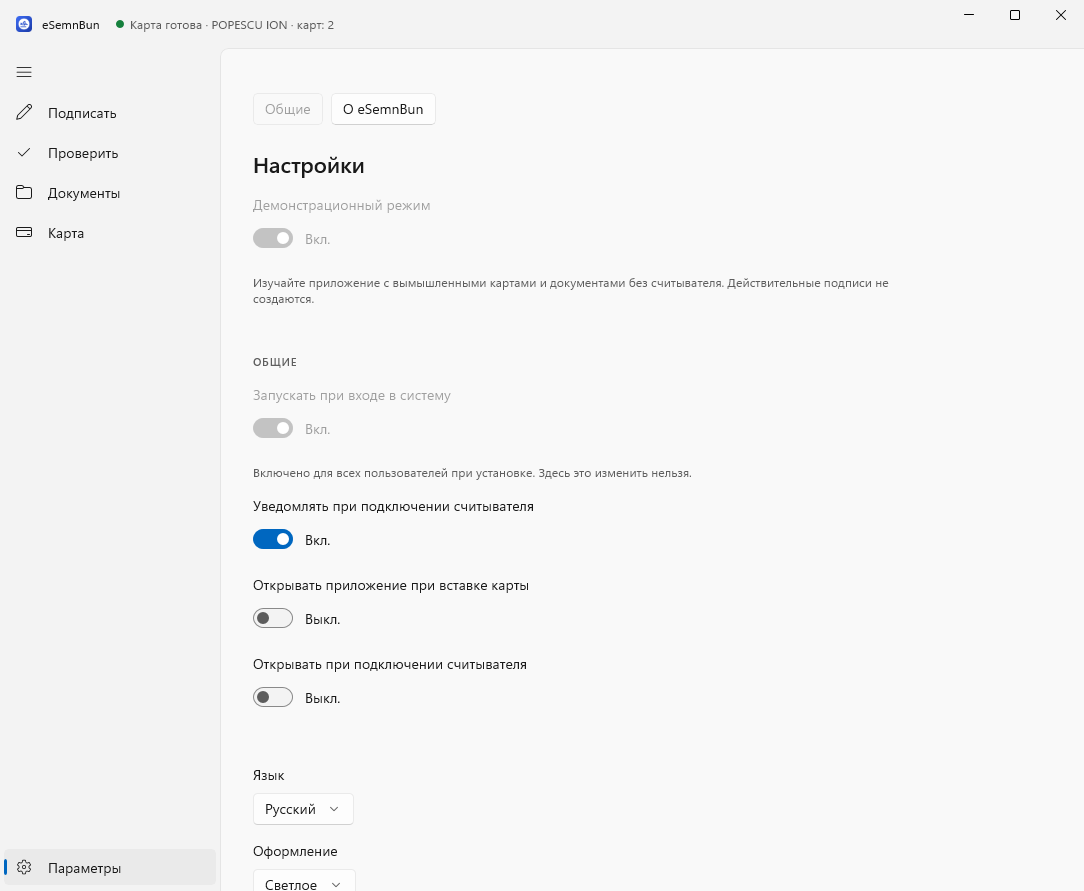 eSemnBun
Карта готова · POPESCU ION · карт: 2
Подписать
Проверить
Документы
Карта
Параметры
Общие
О eSemnBun
Настройки
Демонстрационный режим
Вкл.
Изучайте приложение с вымышленными картами и документами без считывателя. Действительные подписи не
создаются.
ОБЩИЕ
Запускать при входе в систему
Вкл.
Включено для всех пользователей при установке. Здесь это изменить нельзя.
Уведомлять при подключении считывателя
Вкл.
Открывать приложение при вставке карты
Выкл.
Открывать при подключении считывателя
Выкл.
Язык
Русский
Оформление
Светлое